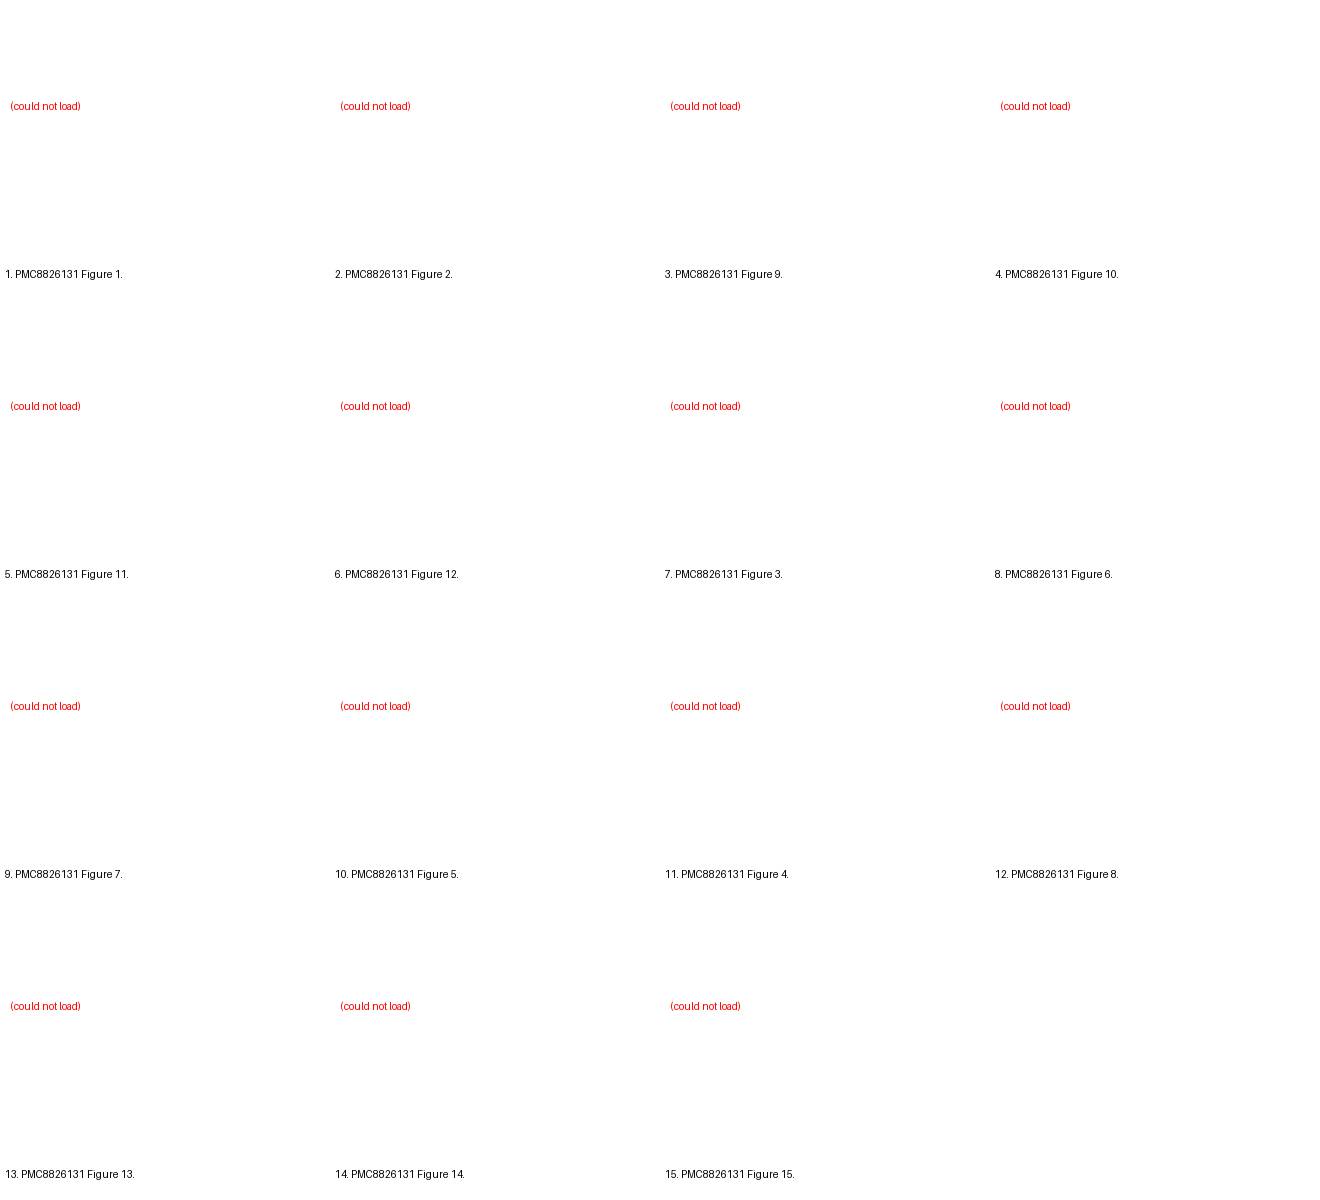 (could not load) (could not load) (could not load) (could not load)
1. PMC8826131 Figure 1. 2. PMC8826131 Figure 2. 3. PMC8826131 Figure 9. 4. PMC8826131 Figure 10.
(could not load) (could not load) (could not load) (could not load)
5. PMC8826131 Figure 11. 6. PMC8826131 Figure 12. 7. PMC8826131 Figure 3. 8. PMC8826131 Figure 6.
(could not load) (could not load) (could not load) (could not load)
9. PMC8826131 Figure 7. 10. PMC8826131 Figure 5. 11. PMC8826131 Figure 4. 12. PMC8826131 Figure 8.
(could not load) (could not load) (could not load)
13. PMC8826131 Figure 13. 14. PMC8826131 Figure 14. 15. PMC8826131 Figure 15.